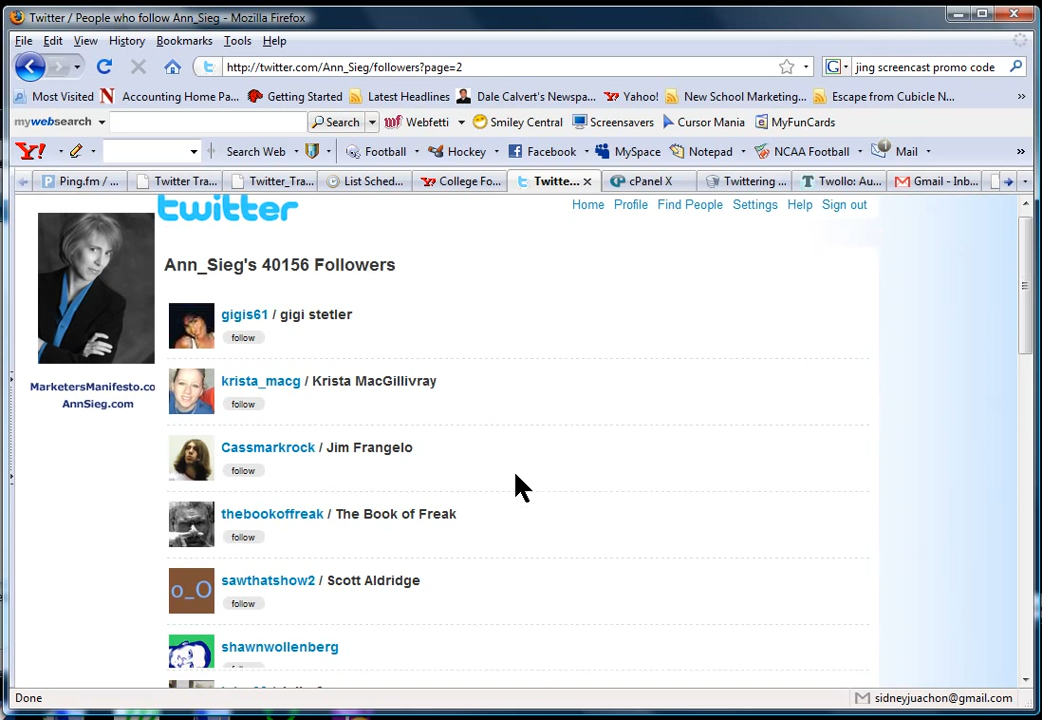 Twitter / People who follow Ann_Sieg - Mozilla Firefox
File Edit View History Bookmarks Tools Help
http://twitter.com/Ann_Sieg/followers?page=2 G jing screencast promo code
Most Visited N Accounting Home Pa... Getting Started Latest Headlines Dale Calvert's Newspa... Yahoo! New School Marketing... Escape from Cubicle N... »
mywebsearch Search Webfetti Smiley Central Screensavers Cursor Mania MyFunCards
Y! Search Web Football Hockey Facebook MySpace Notepad NCAA Football Mail »
Ping.fm / ... Twitter Tra... Twitter_Tra... List Sched... College Fo... Twitte... cPanel X Twittering ... Twollo: Au... Gmail - Inb...
twitter
Home Profile Find People Settings Help Sign out
Ann_Sieg's 40156 Followers
gigis61 / gigi stetler
follow
krista_macg / Krista MacGillivray
follow
MarketersManifesto.co
AnnSieg.com
Cassmarkrock / Jim Frangelo
follow
thebookoffreak / The Book of Freak
follow
o_O
sawthatshow2 / Scott Aldridge
follow
shawnwollenberg
Done
sidneyjuachon@gmail.com